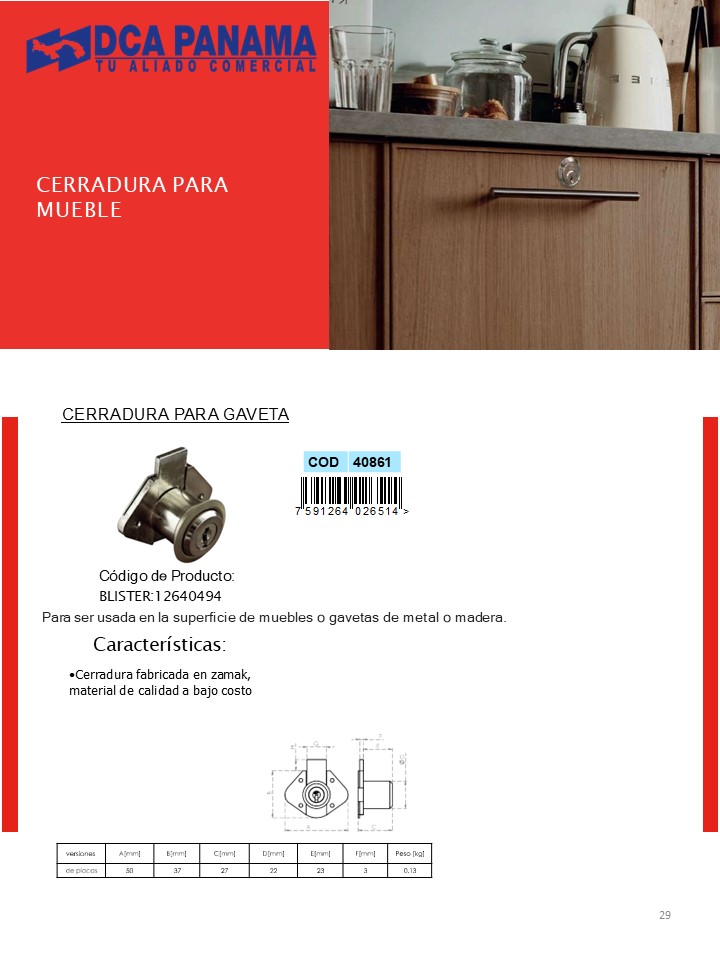 DCA PANAMA
TU ALIADO COMERCIAL
CERRADURA PARA
MUEBLE
CERRADURA PARA GAVETA
COD 40861
7 591264 026514 >
Código de Producto:
BLISTER:12640494
Para ser usada en la superficie de muebles o gavetas de metal o madera.
Características:
•Cerradura fabricada en zamak,
material de calidad a bajo costo
versiones A[mm] B[mm] C[mm] D[mm] E[mm] F[mm] Peso [kg]
de placas 50 37 27 22 23 3 0,13
29